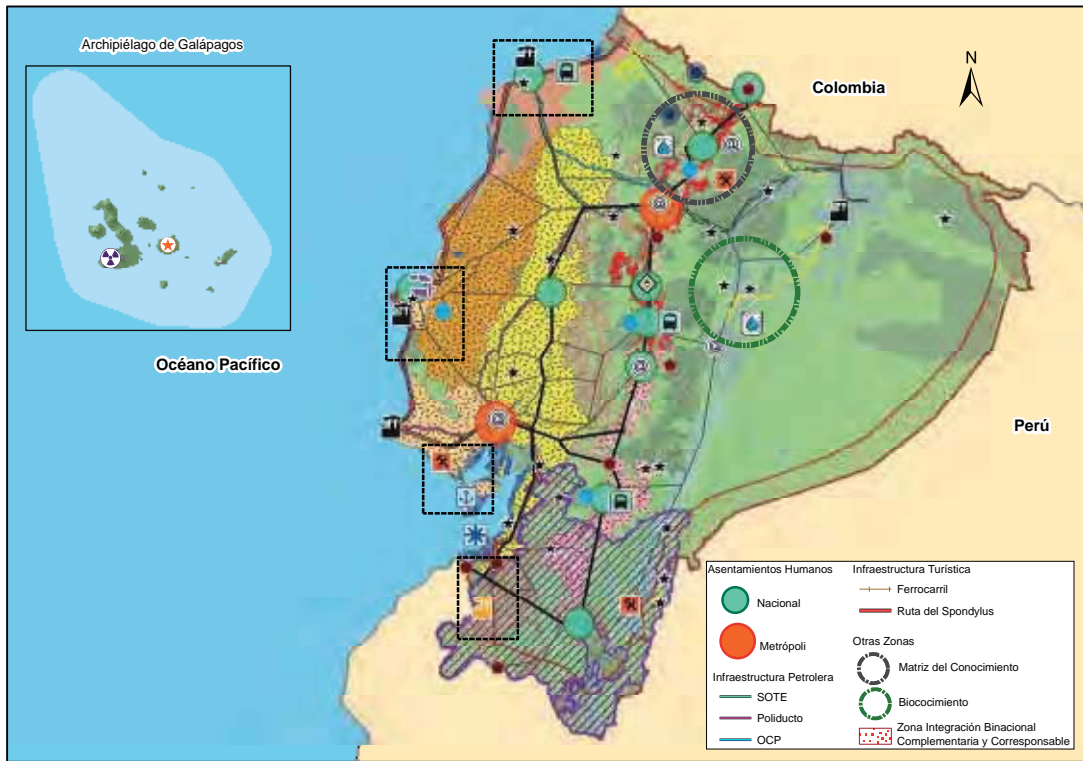 Archipiélago de Galápagos
Océano Pacífico
Colombia
N
Perú
Asentamientos Humanos
Nacional
Metrópoli
Infraestructura Petrolera
SOTE
Poliducto
OCP
Infraestructura Turística
Ferrocarril
Ruta del Spondylus
Otras Zonas
Matriz del Conocimiento
Biococimiento
Zona Integración Binacional
Complementaria y Corresponsable